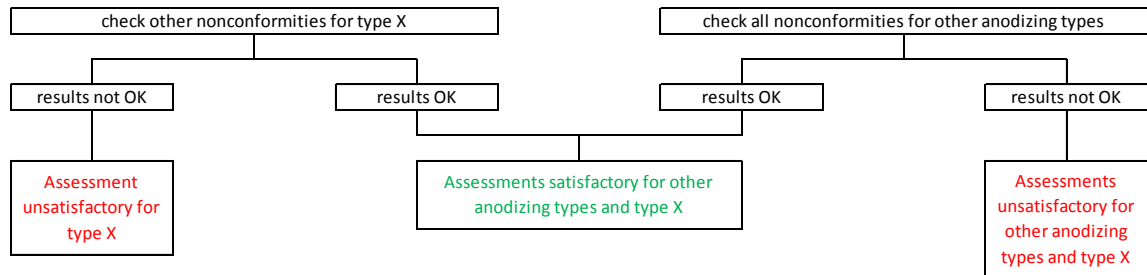 check other nonconformities for type X
check all nonconformities for other anodizing types
results not OK
results OK
results OK
results not OK
Assessment
unsatisfactory for
type X
Assessments satisfactory for other
anodizing types and type X
Assessments
unsatisfactory for
other anodizing
types and type X